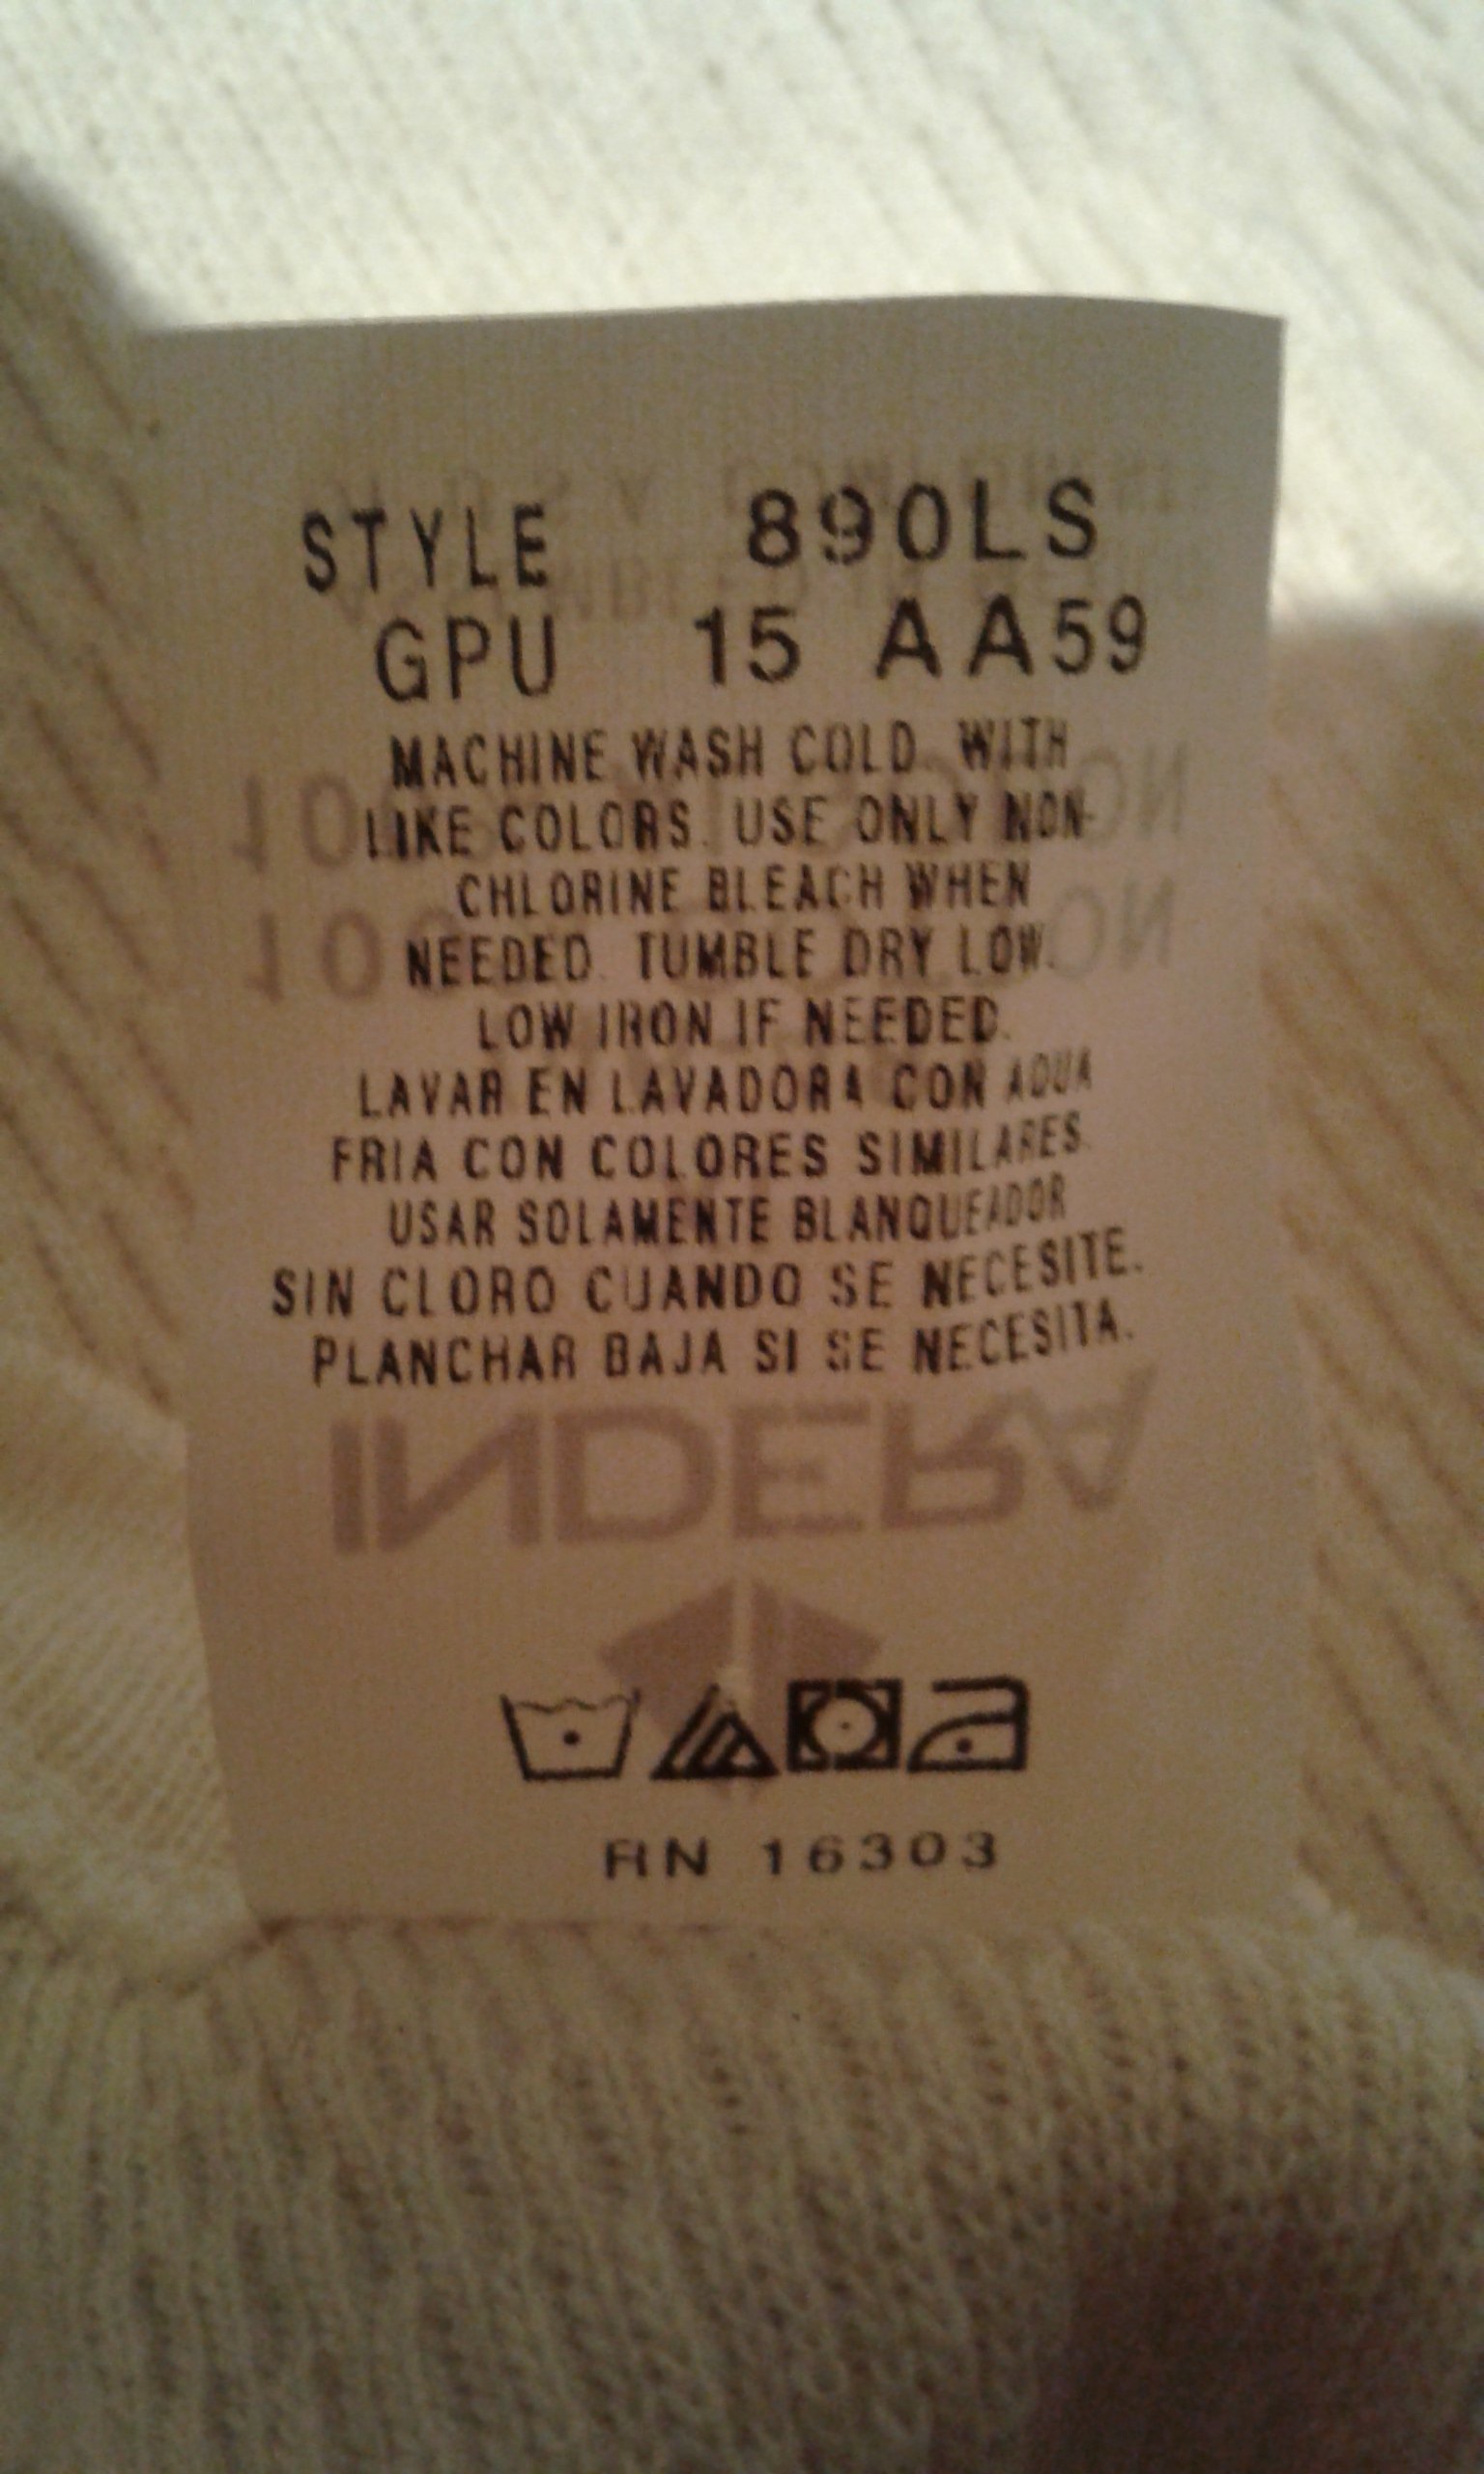 STYLE 890LS
GPU 15 AA59
MACHINE WASH COLD. WITH
LIKE COLORS. USE ONLY NON-
CHLORINE BLEACH WHEN
NEEDED. TUMBLE DRY LOW.
LOW IRON IF NEEDED.
LAVAR EN LAVADORA CON AQUA
FRIA CON COLORES SIMILARES.
USAR SOLAMENTE BLANQUEADOR
SIN CLORO CUANDO SE NECESITE.
PLANCHAR BAJA SI SE NECESITA.
INDERA
RN 16303